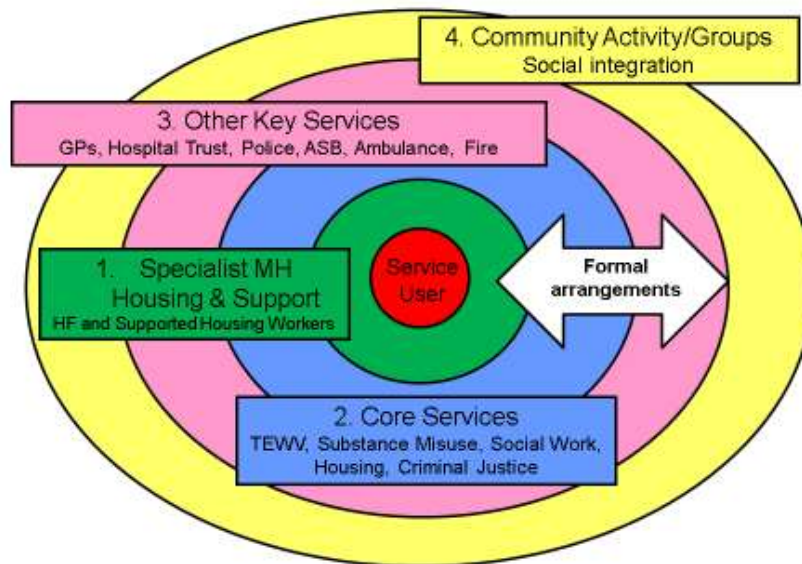 4. Community Activity/Groups
Social integration
3. Other Key Services
GPs, Hospital Trust, Police, ASB, Ambulance, Fire
1. Specialist MH
Housing & Support
HF and Supported Housing Workers
Service
User
Formal
arrangements
2. Core Services
TEWV, Substance Misuse, Social Work,
Housing, Criminal Justice